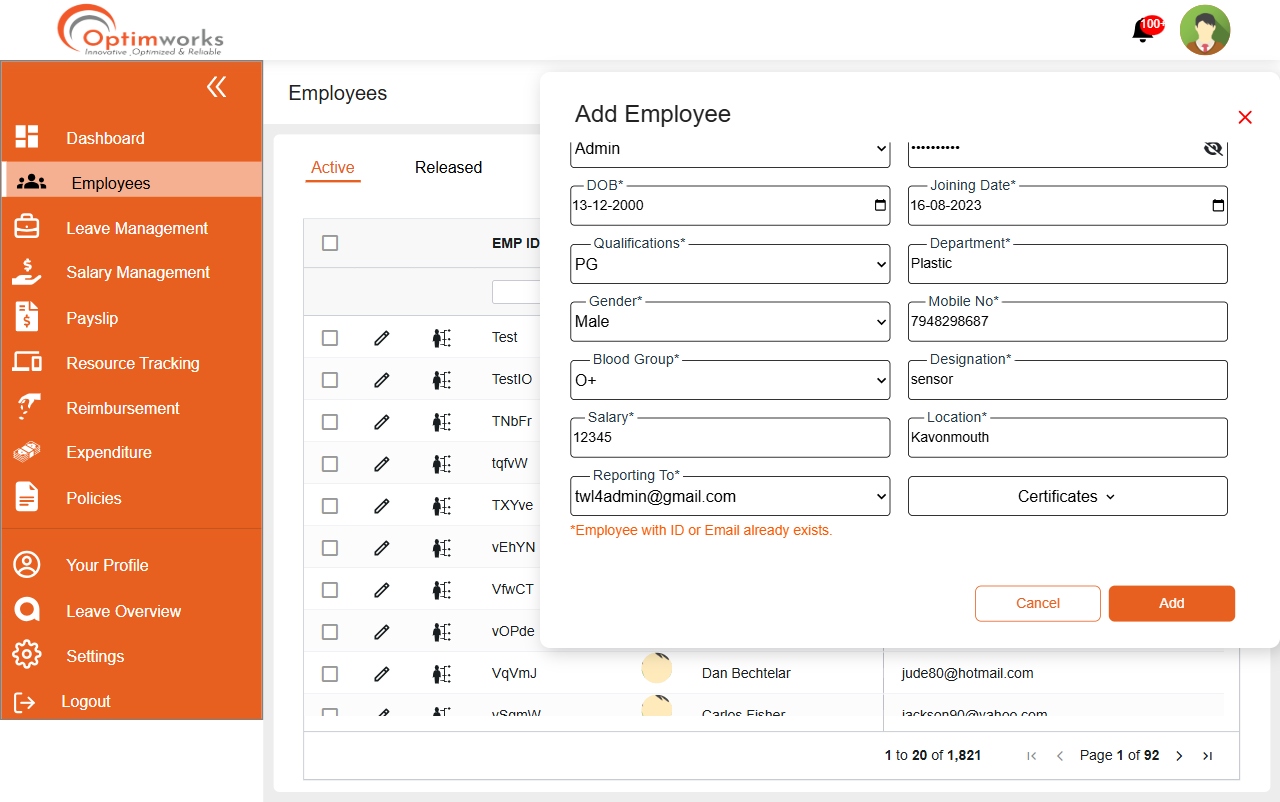 Optimworks
Innovative ,Optimized & Reliable
100+
Dashboard
Employees
Leave Management
Salary Management
Payslip
Resource Tracking
Reimbursement
Expenditure
Policies
Your Profile
Leave Overview
Settings
Logout
Employees
Active Released
EMP ID
Test
TestIO
TNbFr
tqfvW
TXYve
vEhYN
VfwCT
vOPde
VqVmJ Dan Bechtelar jude80@hotmail.com
vSqmW Carlos Fisher jackson90@yahoo.com
1 to 20 of 1,821 Page 1 of 92
Add Employee
Admin ••••••••••
DOB* Joining Date*
13-12-2000 16-08-2023
Qualifications* Department*
PG Plastic
Gender* Mobile No*
Male 7948298687
Blood Group* Designation*
O+ sensor
Salary* Location*
12345 Kavonmouth
Reporting To*
twl4admin@gmail.com Certificates
*Employee with ID or Email already exists.
Cancel Add